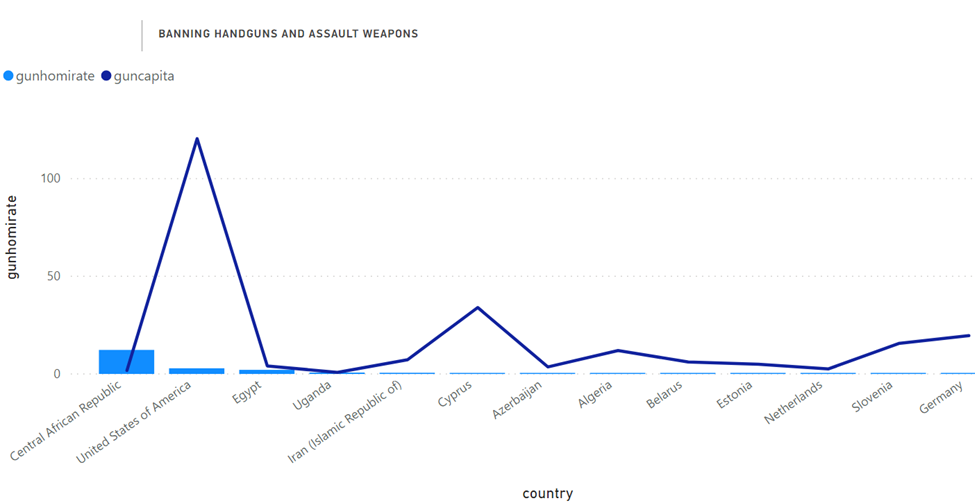 BANNING HANDGUNS AND ASSAULT WEAPONS
gunhomirate guncapita
gunhomirate
100
50
0
Central African Republic
United States of America
Egypt
Uganda
Iran (Islamic Republic of)
Cyprus
Azerbaijan
Algeria
Belarus
Estonia
Netherlands
Slovenia
Germany
country